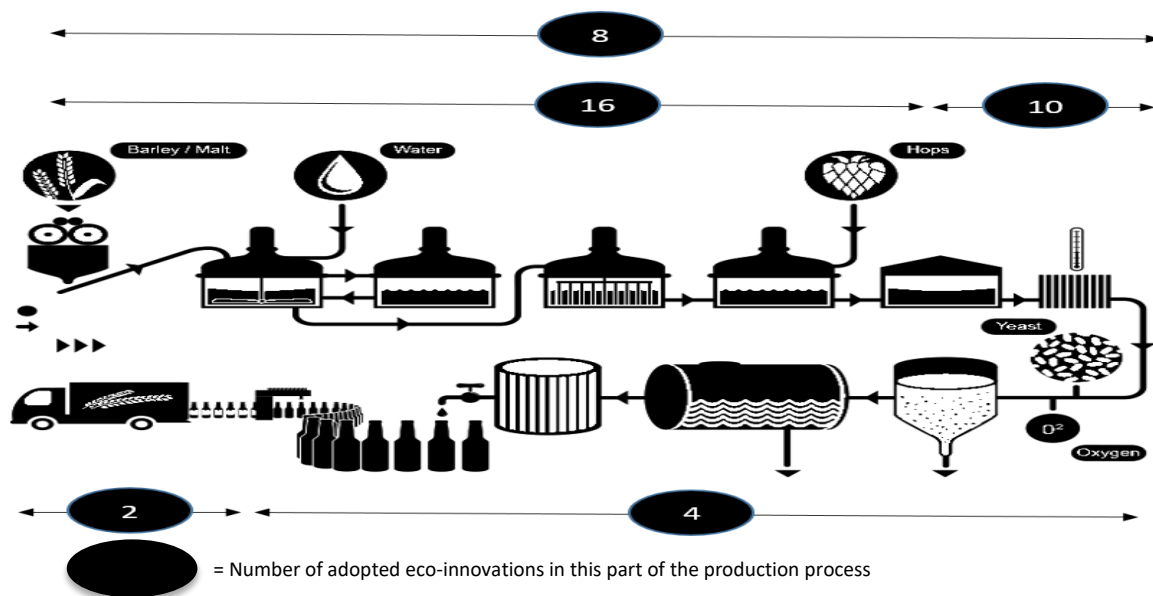 8
16
10
Barley / Malt
Water
Hops
Yeast
O²
Oxygen
2
4
= Number of adopted eco-innovations in this part of the production process